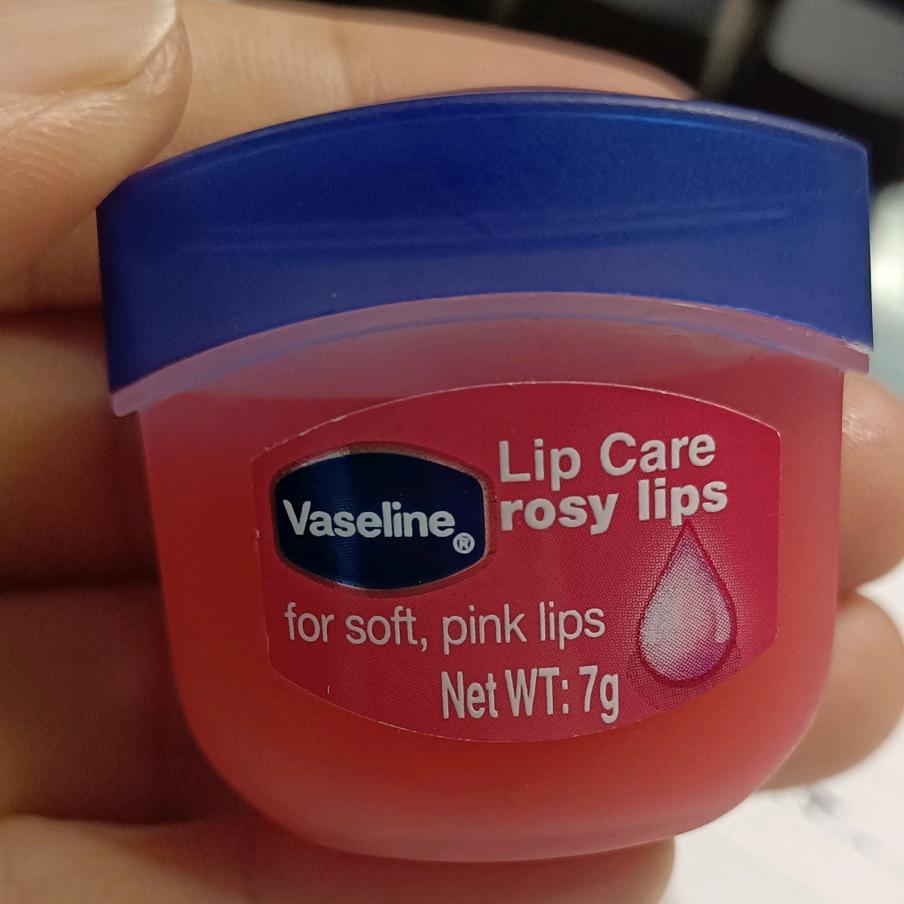 Lip Care
rosy lips
Vaseline®
for soft, pink lips
Net WT: 7g